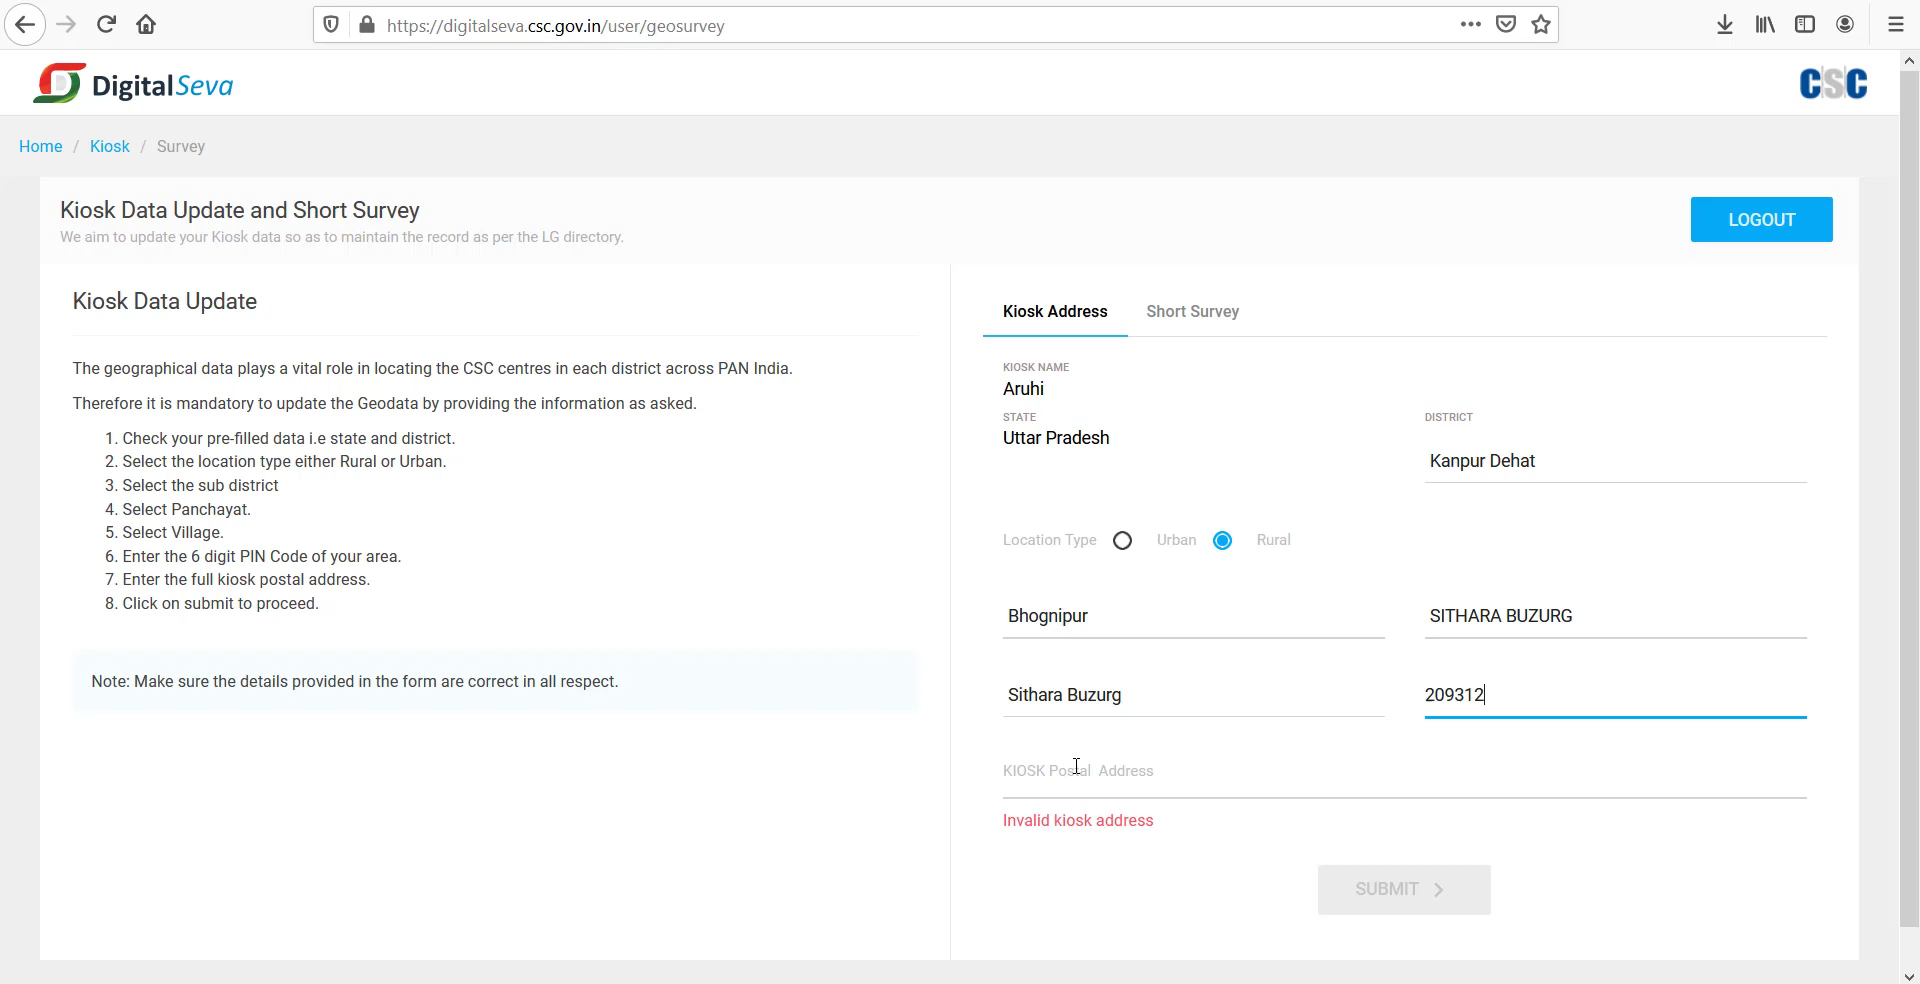 https://digitalseva.csc.gov.in/user/geosurvey
DigitalSeva
CSC
Home / Kiosk / Survey
Kiosk Data Update and Short Survey
We aim to update your Kiosk data so as to maintain the record as per the LG directory.
LOGOUT
Kiosk Data Update
The geographical data plays a vital role in locating the CSC centres in each district across PAN India.
Therefore it is mandatory to update the Geodata by providing the information as asked.
1. Check your pre-filled data i.e state and district.
2. Select the location type either Rural or Urban.
3. Select the sub district
4. Select Panchayat.
5. Select Village.
6. Enter the 6 digit PIN Code of your area.
7. Enter the full kiosk postal address.
8. Click on submit to proceed.
Note: Make sure the details provided in the form are correct in all respect.
Kiosk Address Short Survey
KIOSK NAME
Aruhi
STATE DISTRICT
Uttar Pradesh
Kanpur Dehat
Location Type Urban Rural
Bhognipur SITHARA BUZURG
Sithara Buzurg 209312
KIOSK Postal Address
Invalid kiosk address
SUBMIT >